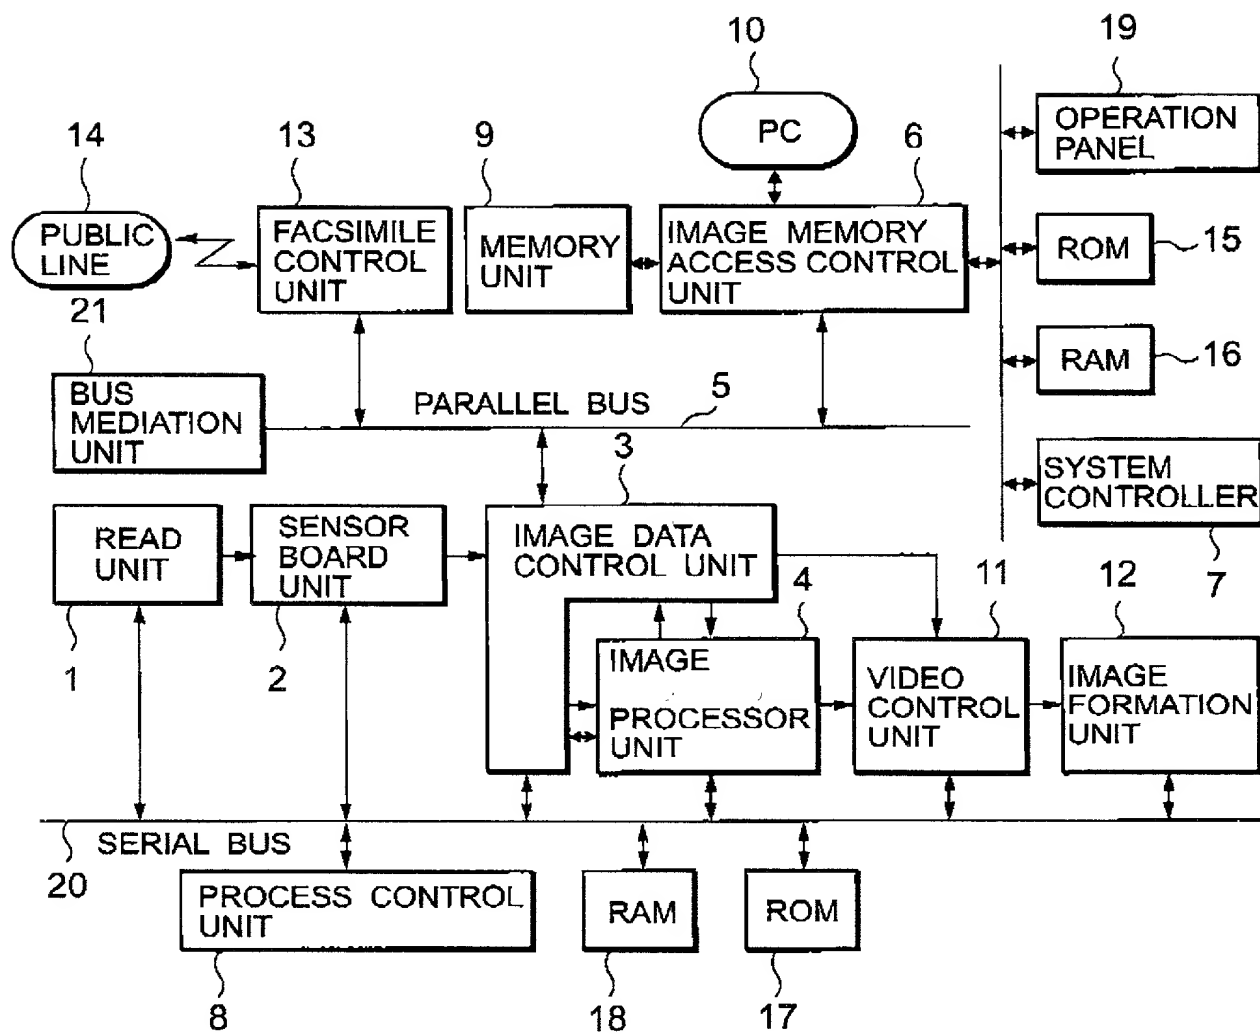 10
19
14
13
9
6
PC
OPERATION
PANEL
PUBLIC
LINE
FACSIMILE
CONTROL
UNIT
MEMORY
UNIT
IMAGE MEMORY
ACCESS CONTROL
UNIT
ROM
15
21
RAM
16
BUS
MEDIATION
UNIT
PARALLEL BUS
5
3
SYSTEM
CONTROLLER
READ
UNIT
SENSOR
BOARD
UNIT
IMAGE DATA
CONTROL UNIT
4
11
7
12
1
2
IMAGE
PROCESSOR
UNIT
VIDEO
CONTROL
UNIT
IMAGE
FORMATION
UNIT
SERIAL BUS
20
PROCESS CONTROL
UNIT
RAM
ROM
8
18
17